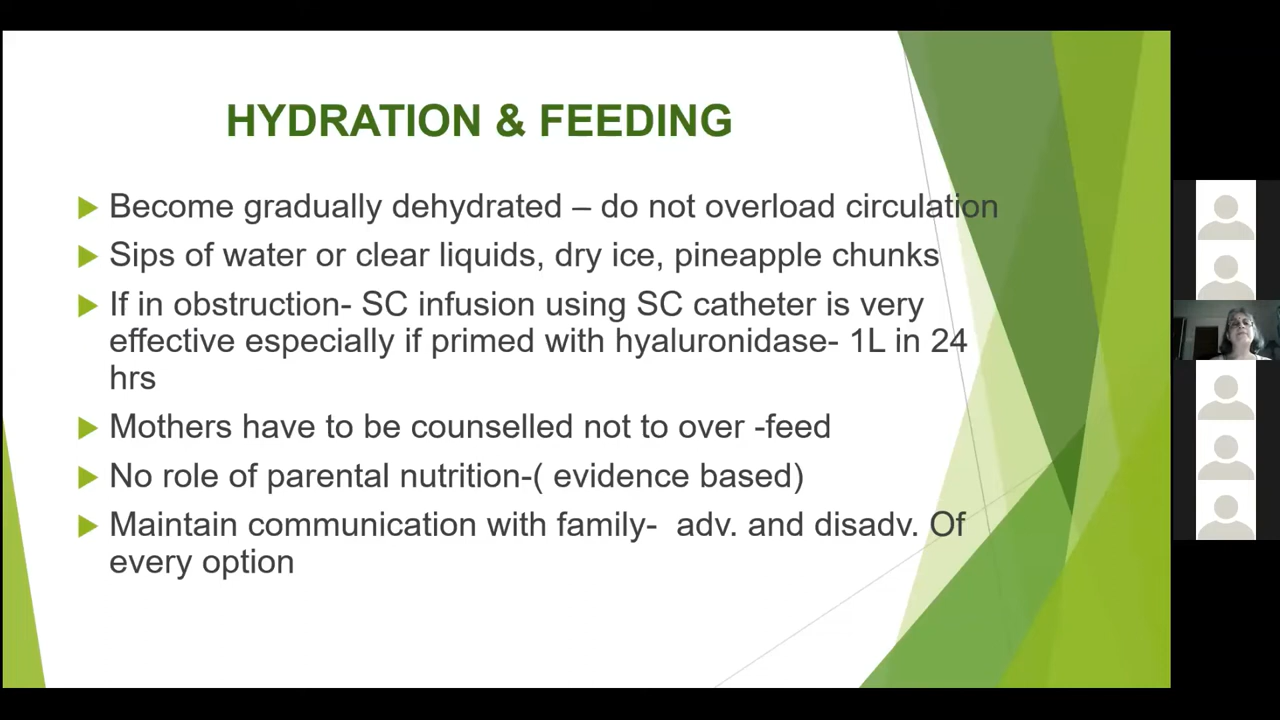 HYDRATION & FEEDING
Become gradually dehydrated – do not overload circulation
Sips of water or clear liquids, dry ice, pineapple chunks
If in obstruction- SC infusion using SC catheter is very
effective especially if primed with hyaluronidase- 1L in 24
hrs
Mothers have to be counselled not to over -feed
No role of parental nutrition-( evidence based)
Maintain communication with family-  adv. and disadv. Of
every option